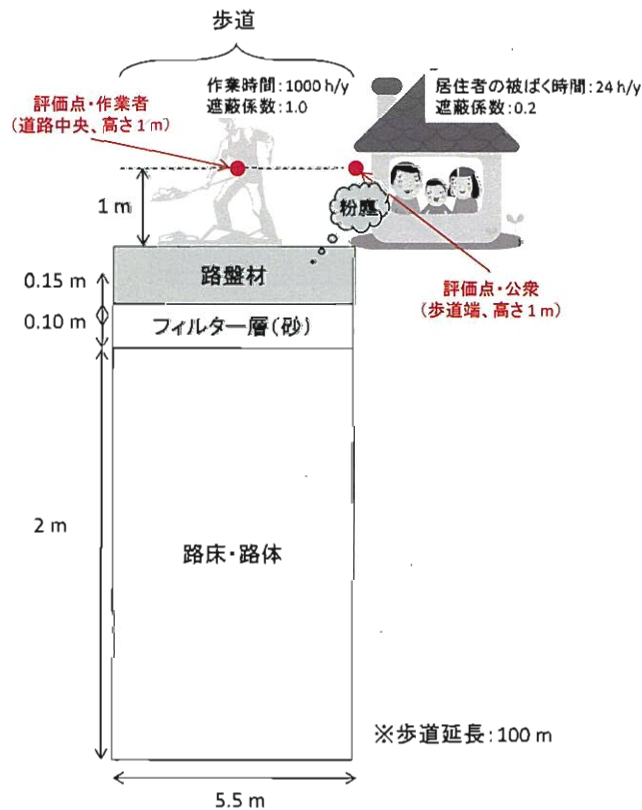 歩道
作業時間:1000 h/y
遮蔽係数:1.0
居住者の被ばく時間:24 h/y
遮蔽係数:0.2
評価点・作業者
(道路中央、高さ1 m)
1 m
粉塵
0.15 m
路盤材
評価点・公衆
(歩道端、高さ1 m)
0.10 m
フィルター層(砂)
2 m
路床・路体
※歩道延長:100 m
5.5 m